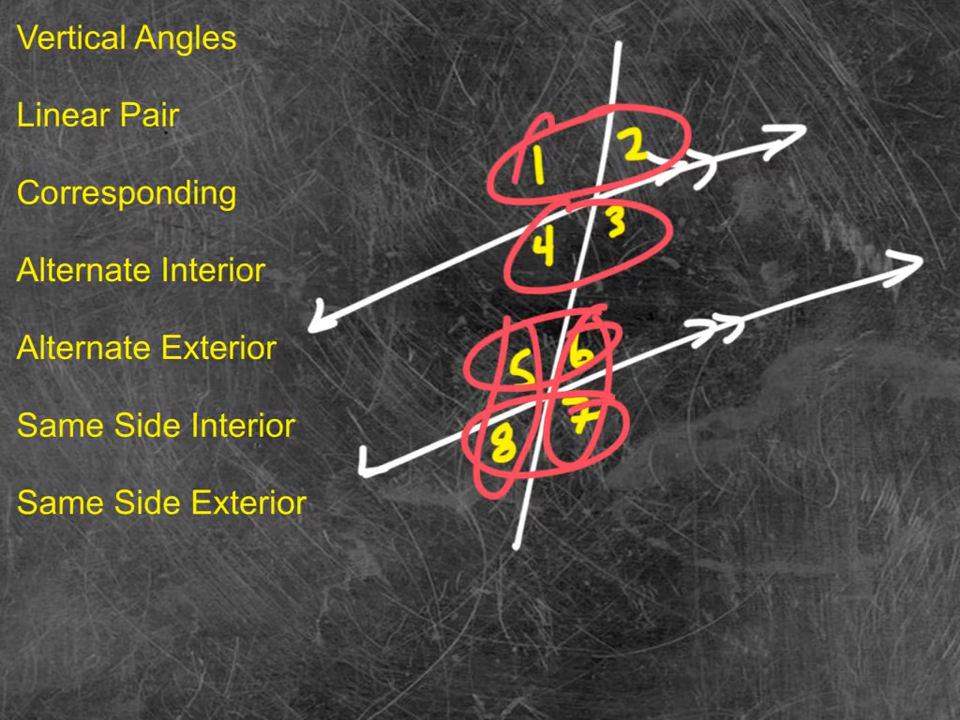 Vertical Angles
Linear Pair
Corresponding
Alternate Interior
Alternate Exterior
Same Side Interior
Same Side Exterior
1 2
4 3
5 6
8 7